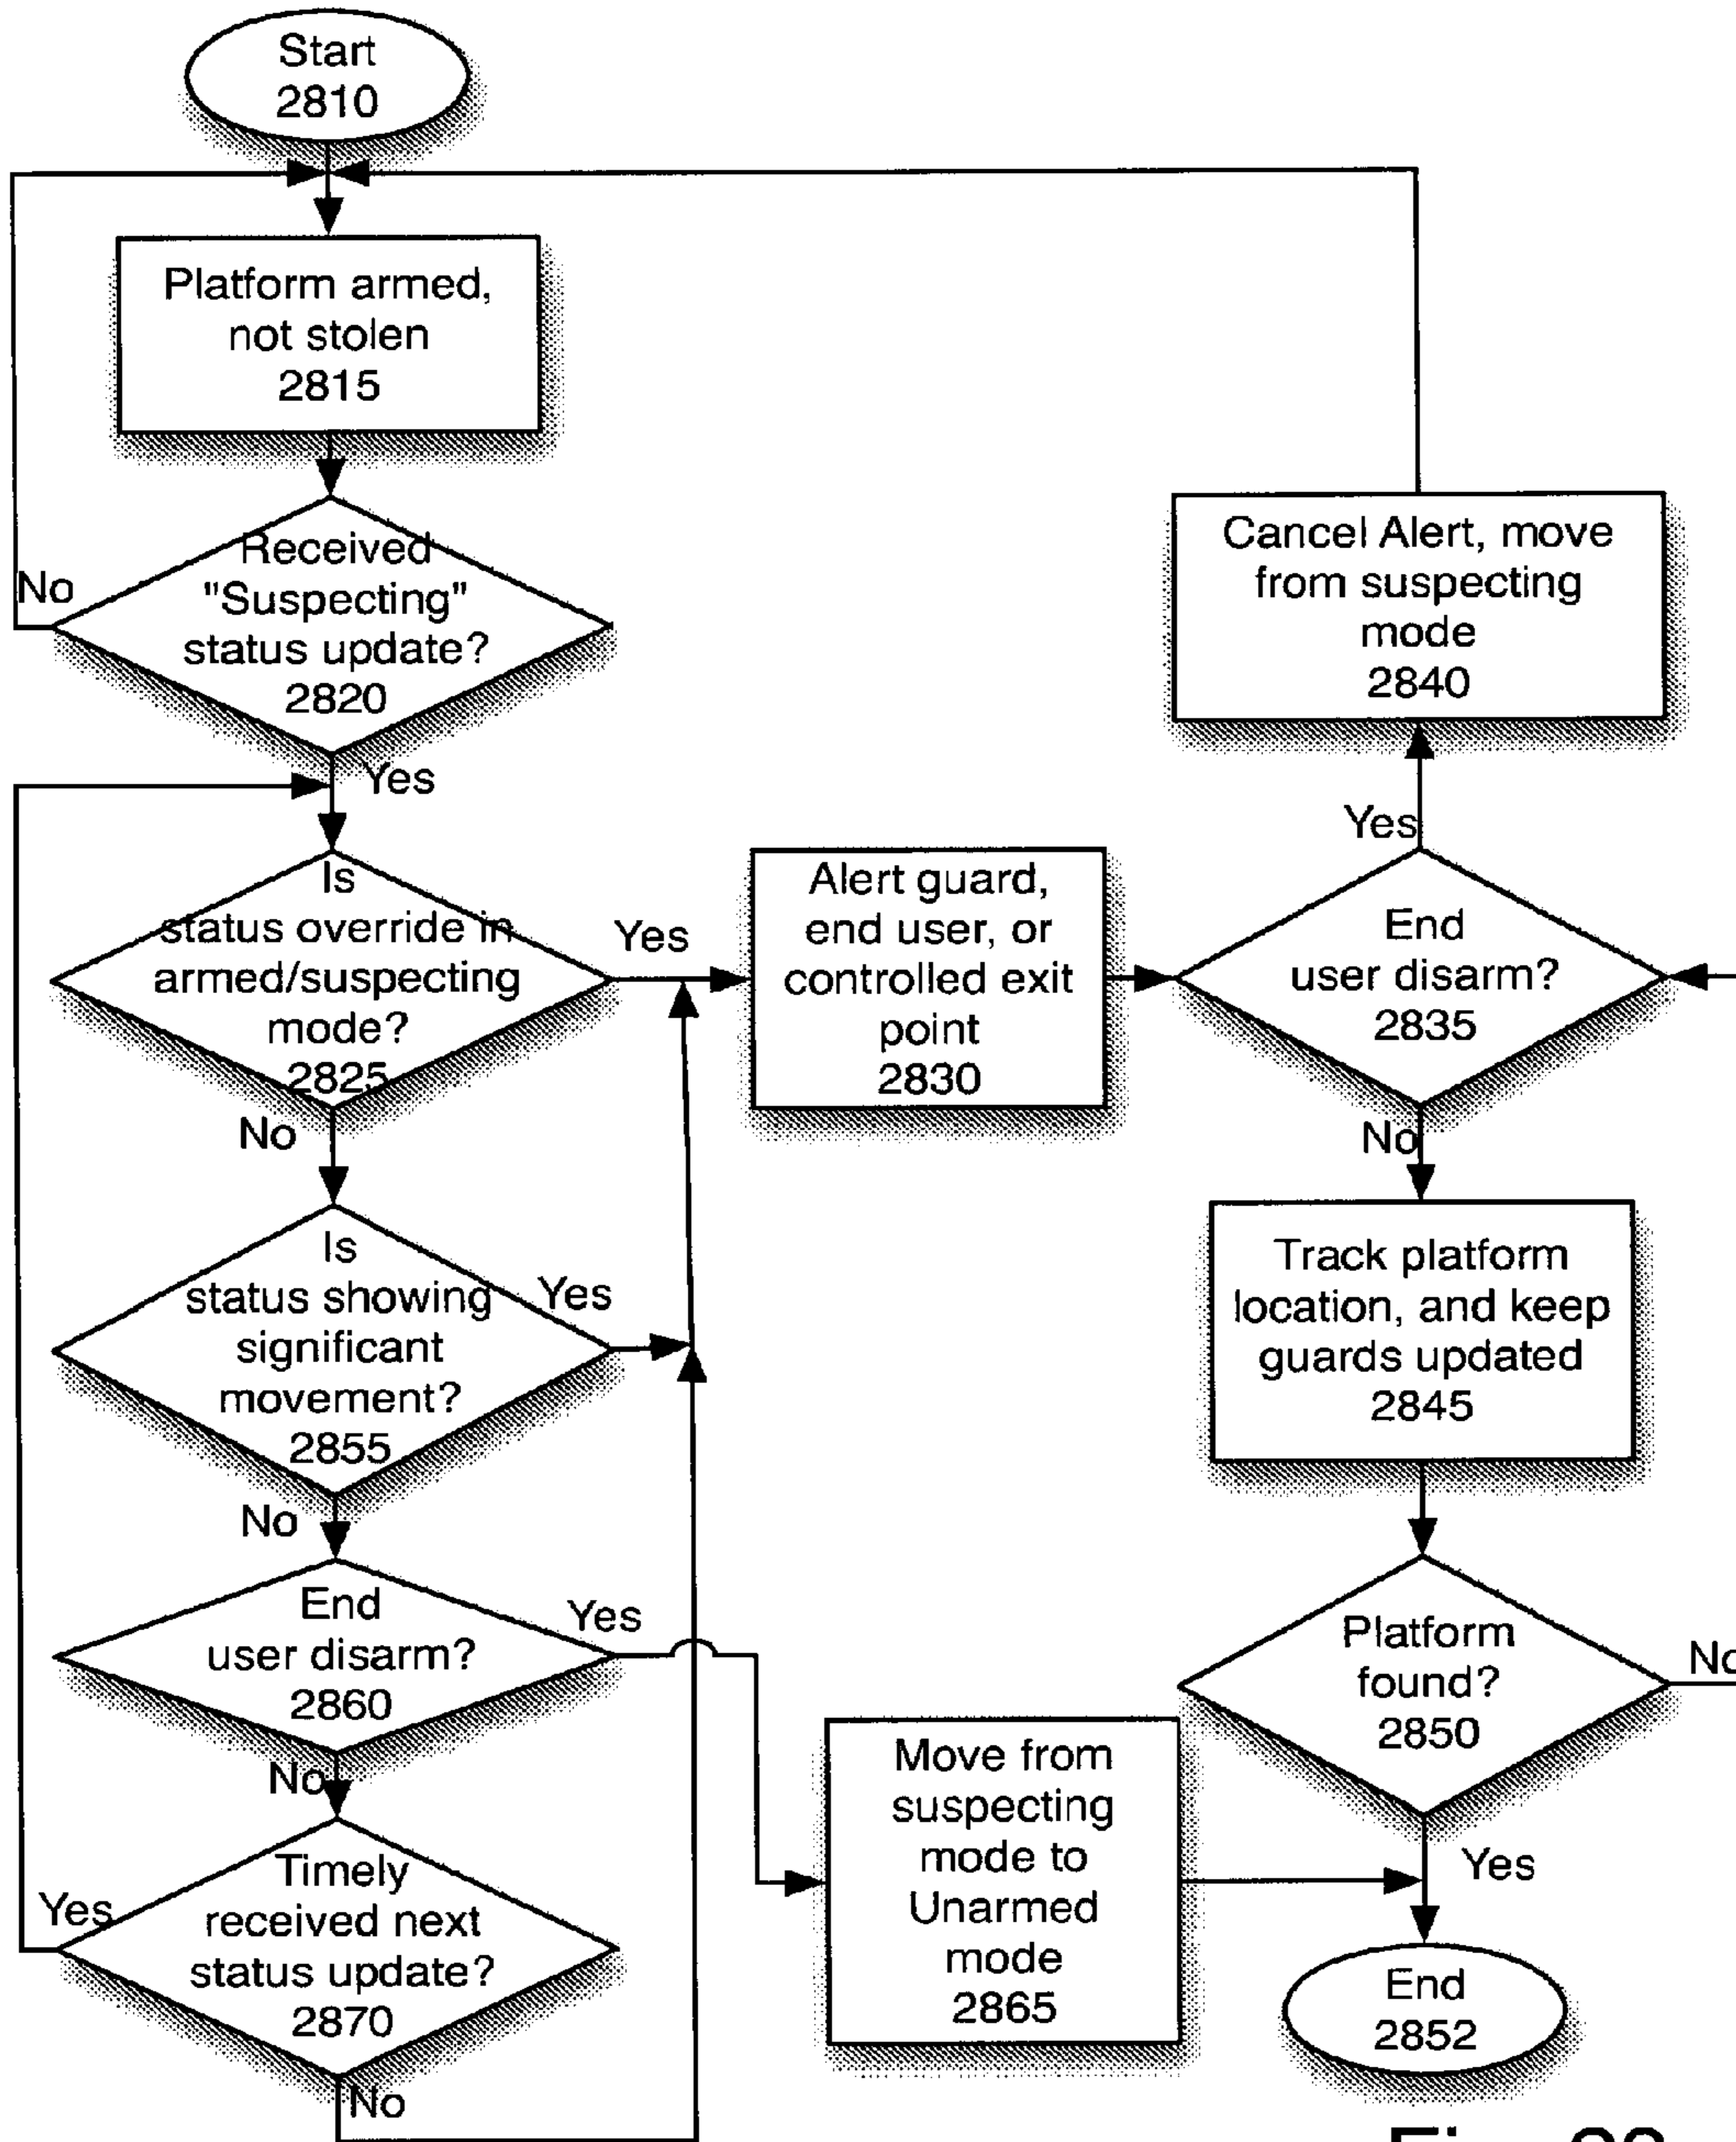 Start
2810
Platform armed,
not stolen
2815
Received
"Suspecting"
status update?
2820
No
Yes
Is
status override in
armed/suspecting
mode?
2825
Yes
No
Alert guard,
end user, or
controlled exit
point
2830
End
user disarm?
2835
Yes
No
Cancel Alert, move
from suspecting
mode
2840
Track platform
location, and keep
guards updated
2845
Platform
found?
2850
No
Yes
Is
status showing
significant
movement?
2855
Yes
No
End
user disarm?
2860
Yes
No
Move from
suspecting
mode to
Unarmed
mode
2865
Timely
received next
status update?
2870
Yes
No
End
2852